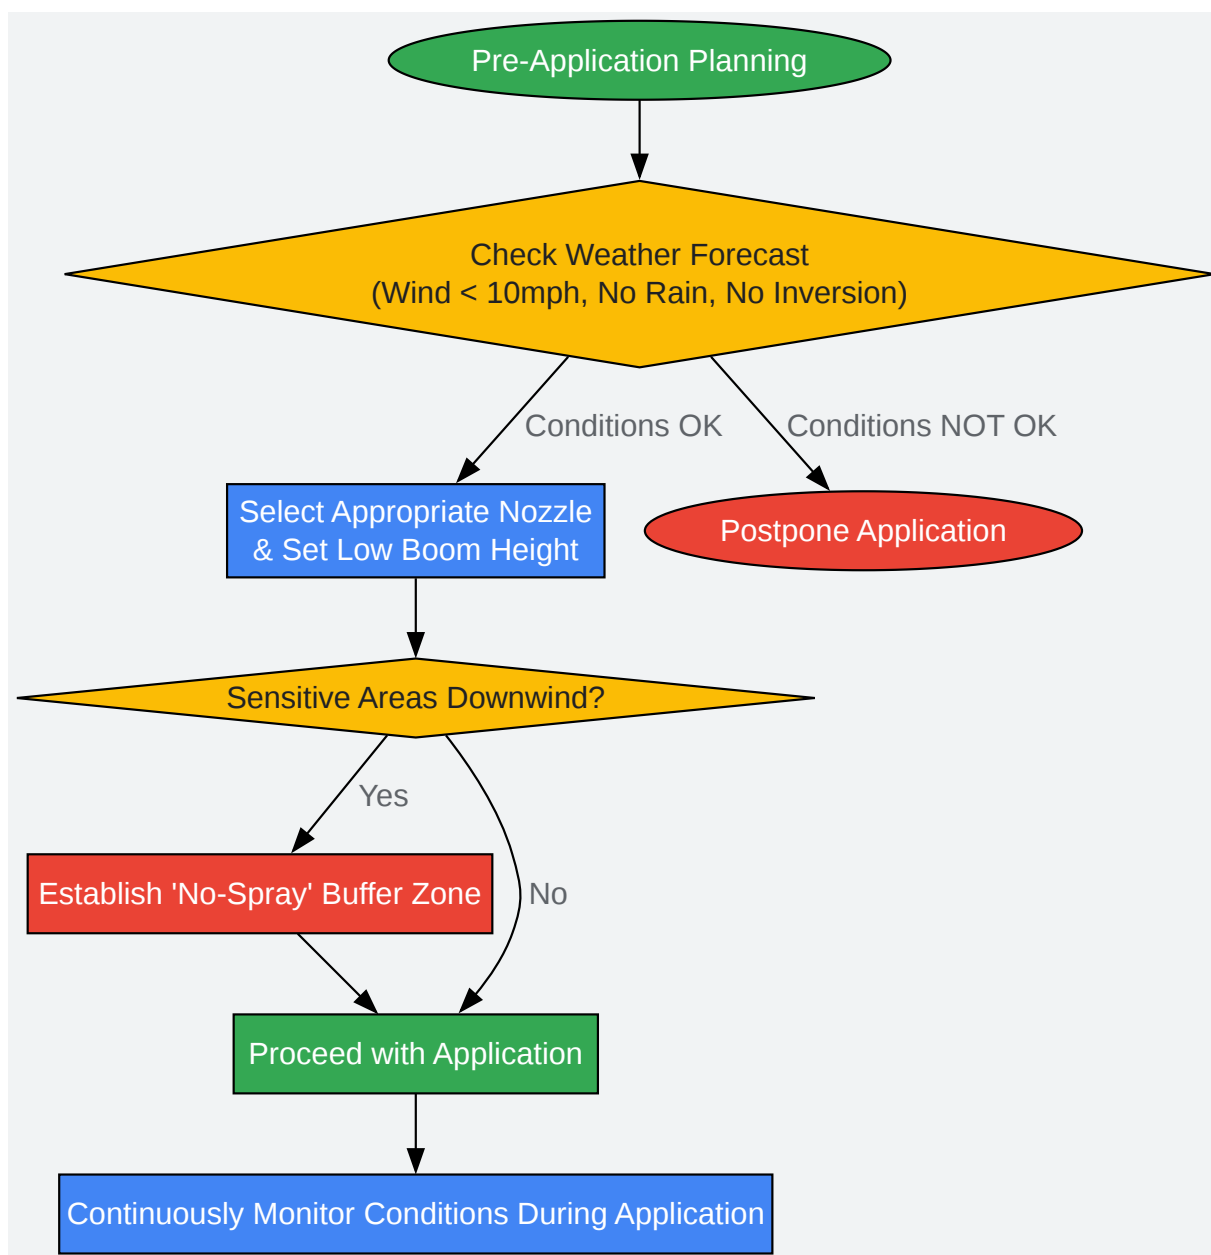 Pre-Application Planning
Check Weather Forecast
(Wind < 10mph, No Rain, No Inversion)
Conditions OK
Conditions NOT OK
Select Appropriate Nozzle
& Set Low Boom Height
Postpone Application
Sensitive Areas Downwind?
Yes
Establish 'No-Spray' Buffer Zone
No
Proceed with Application
Continuously Monitor Conditions During Application